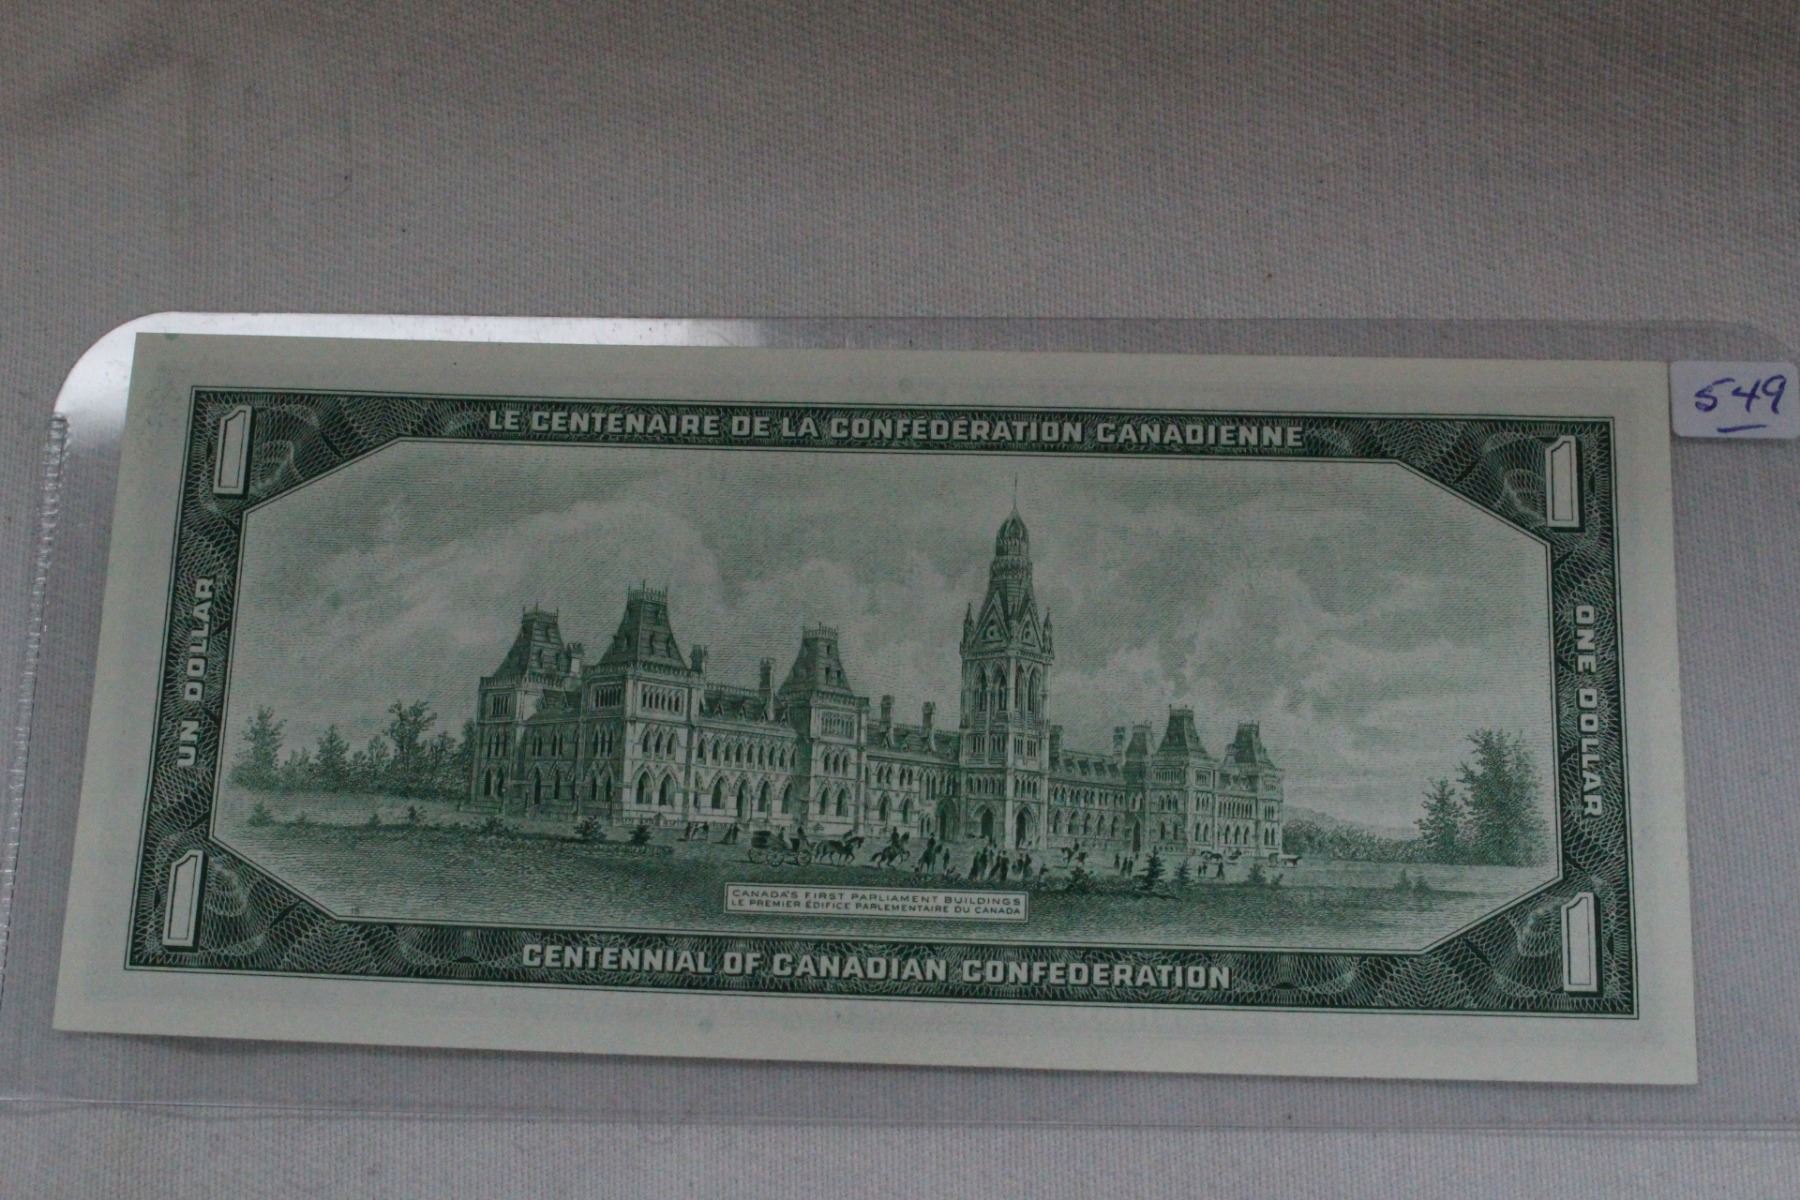 549
1 LE CENTENAIRE DE LA CONFÉDÉRATION CANADIENNE 1
UN DOLLAR
ONE DOLLAR
CANADA'S FIRST PARLIAMENT BUILDINGS
LE PREMIER ÉDIFICE PARLEMENTAIRE DU CANADA
1 CENTENNIAL OF CANADIAN CONFEDERATION 1